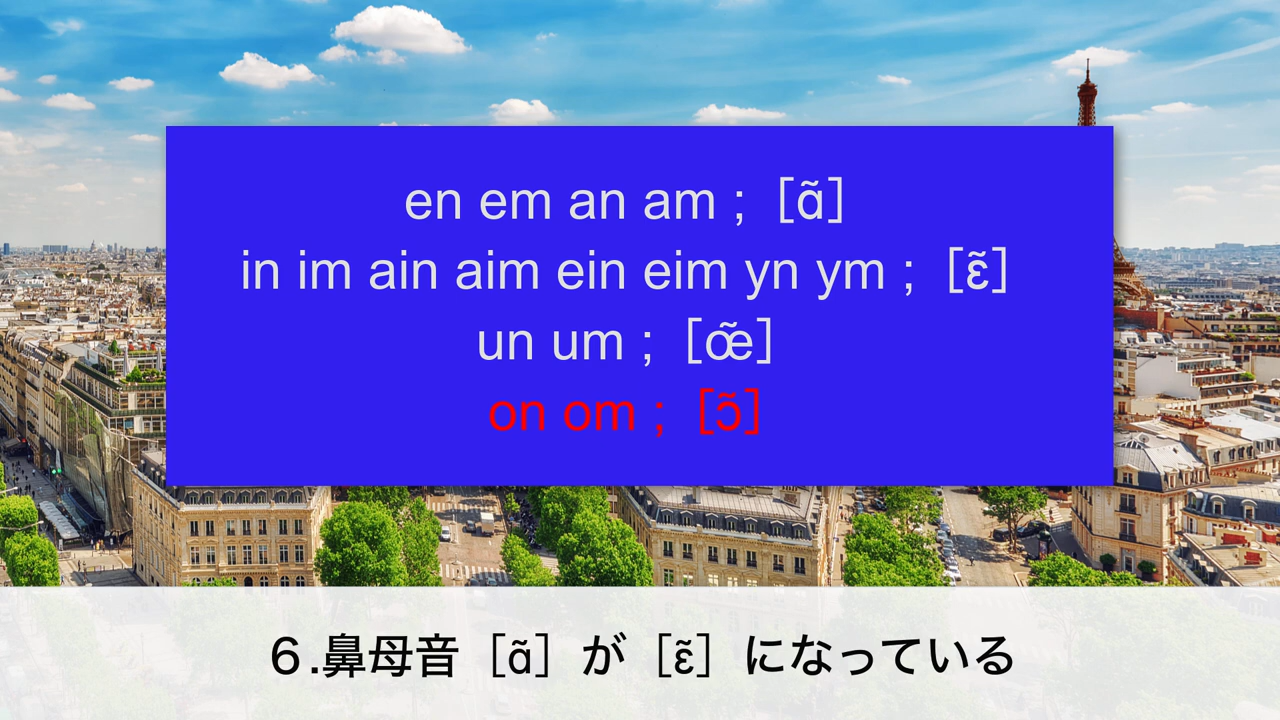 en em an am ;［ɑ̃］
in im ain aim ein eim yn ym ;［ɛ̃］
un um ;［œ̃］
on om ;［ɔ̃］
６.鼻母音［ɑ̃］が［ɛ̃］になっている